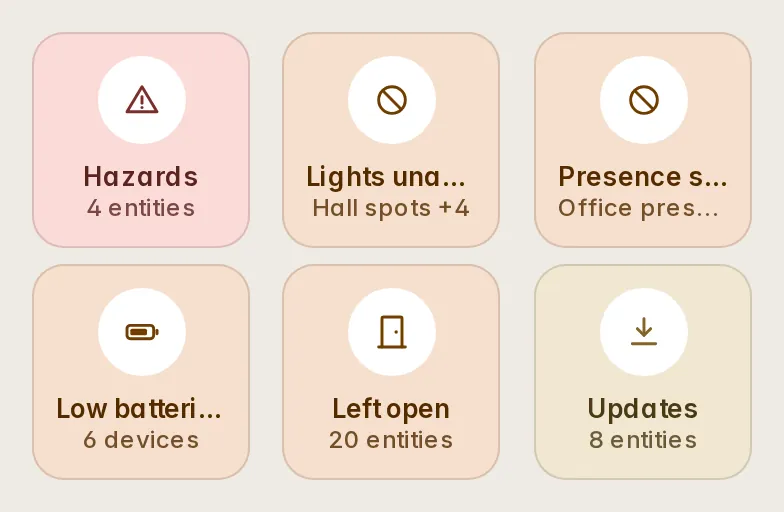 Hazards
4 entities
Lights una...
Hall spots +4
Presence s...
Office pres...
Low batteri...
6 devices
Left open
20 entities
Updates
8 entities